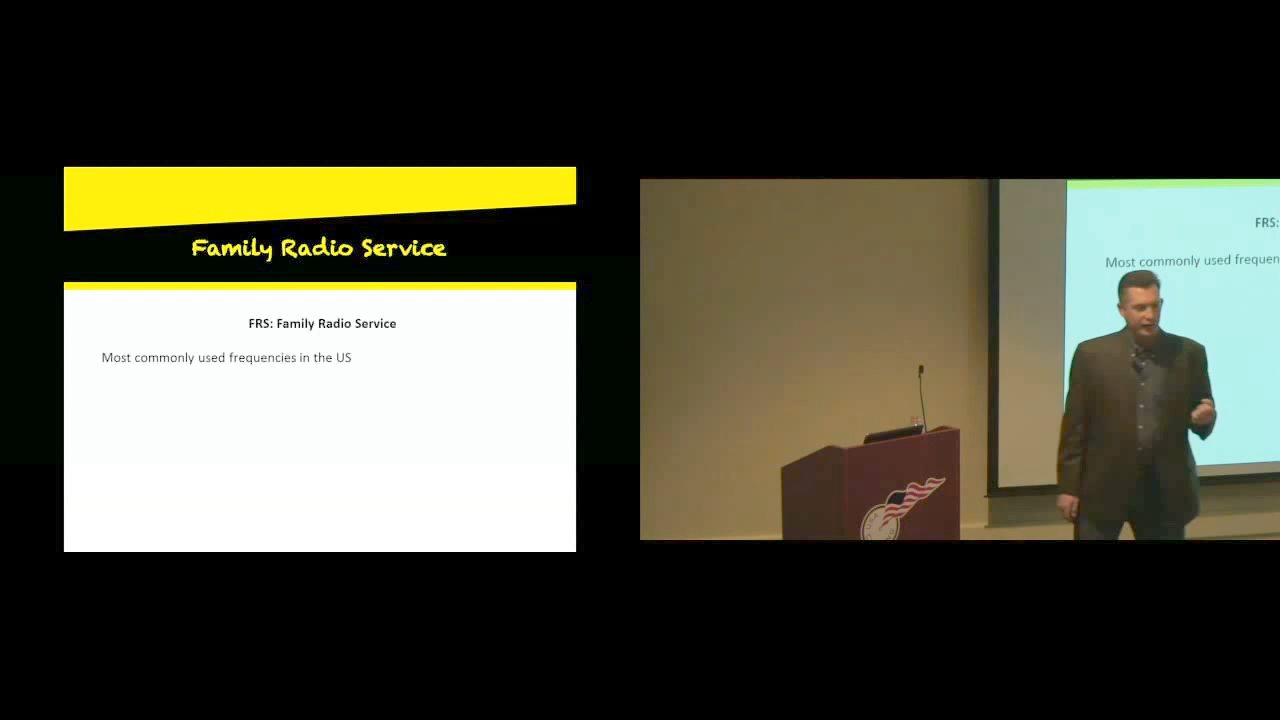 Family Radio Service
FRS: Family Radio Service
Most commonly used frequencies in the US
FRS:
Most commonly used frequen